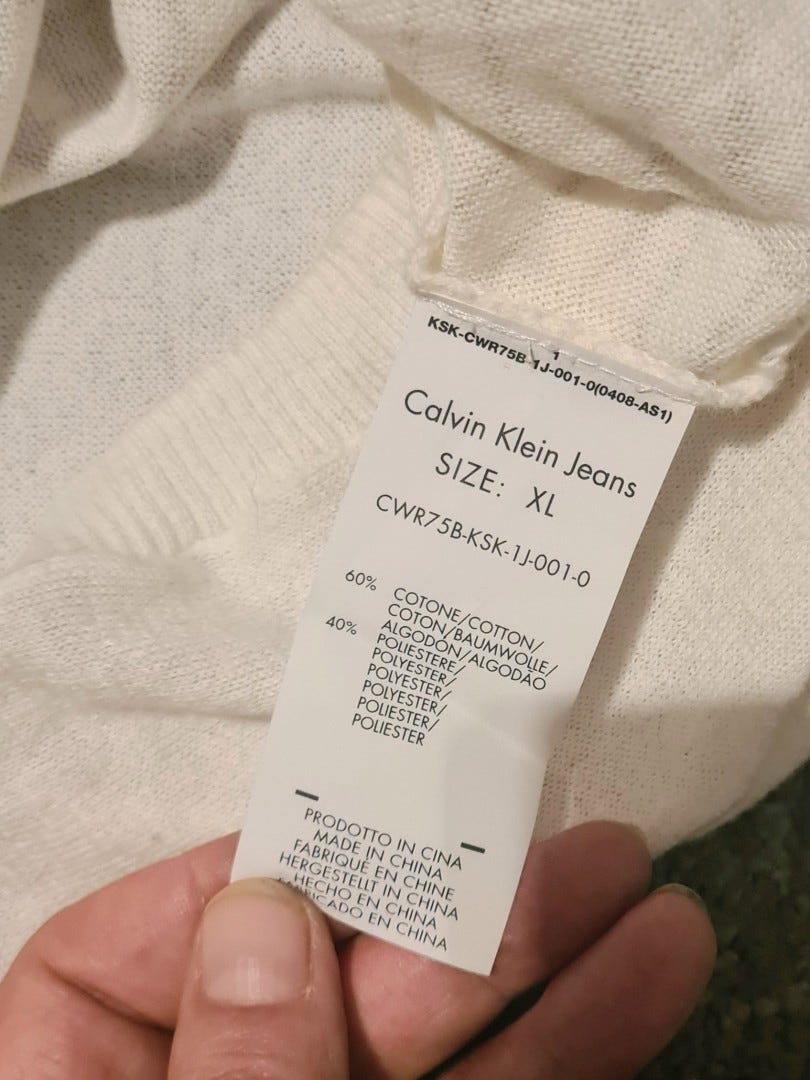 1
KSK-CWR75B-1J-001-0(0408-AS1)
Calvin Klein Jeans
SIZE: XL
CWR75B-KSK-1J-001-0
60% COTONE/COTTON/
COTON/BAUMWOLLE/
ALGODÓN/ALGODÃO
40% POLIESTERE/
POLYESTER/
POLYESTER/
POLYESTER/
POLIESTER/
POLIESTER
PRODOTTO IN CINA
MADE IN CHINA
FABRIQUÉ EN CHINE
HERGESTELLT IN CHINA
HECHO EN CHINA
EN CHINA